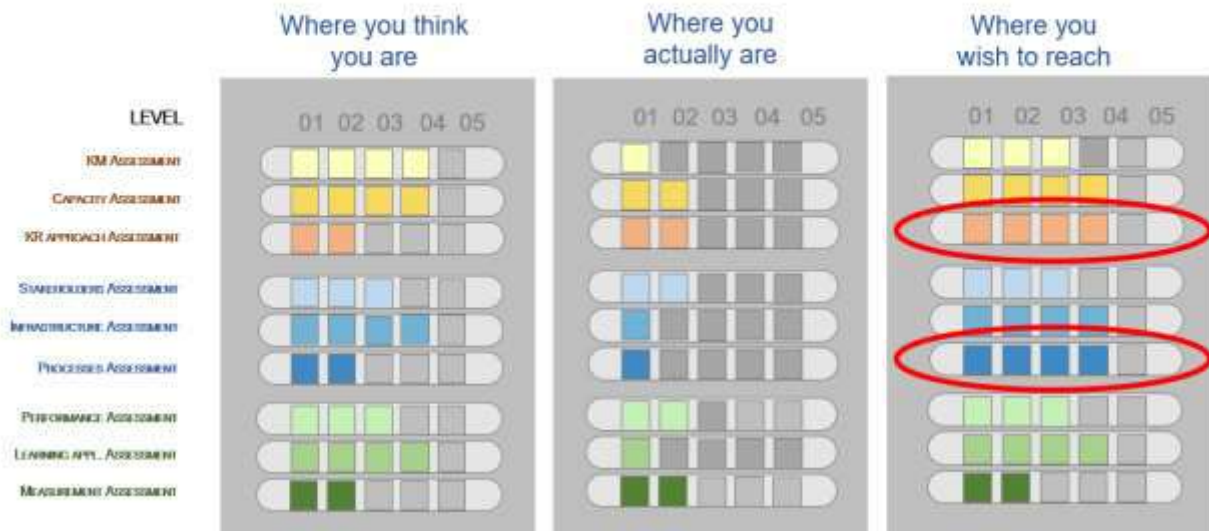 Where you think
you are
Where you
actually are
Where you
wish to reach
LEVEL
01 02 03 04 05
01 02 03 04 05
01 02 03 04 05
KM ASSESSMENT
CAPACITY ASSESSMENT
KR APPROACH ASSESSMENT
STAKEHOLDERS ASSESSMENT
INFRASTRUCTURE ASSESSMENT
PROCESSES ASSESSMENT
PERFORMANCE ASSESSMENT
LEARNING APPL. ASSESSMENT
MEASUREMENT ASSESSMENT